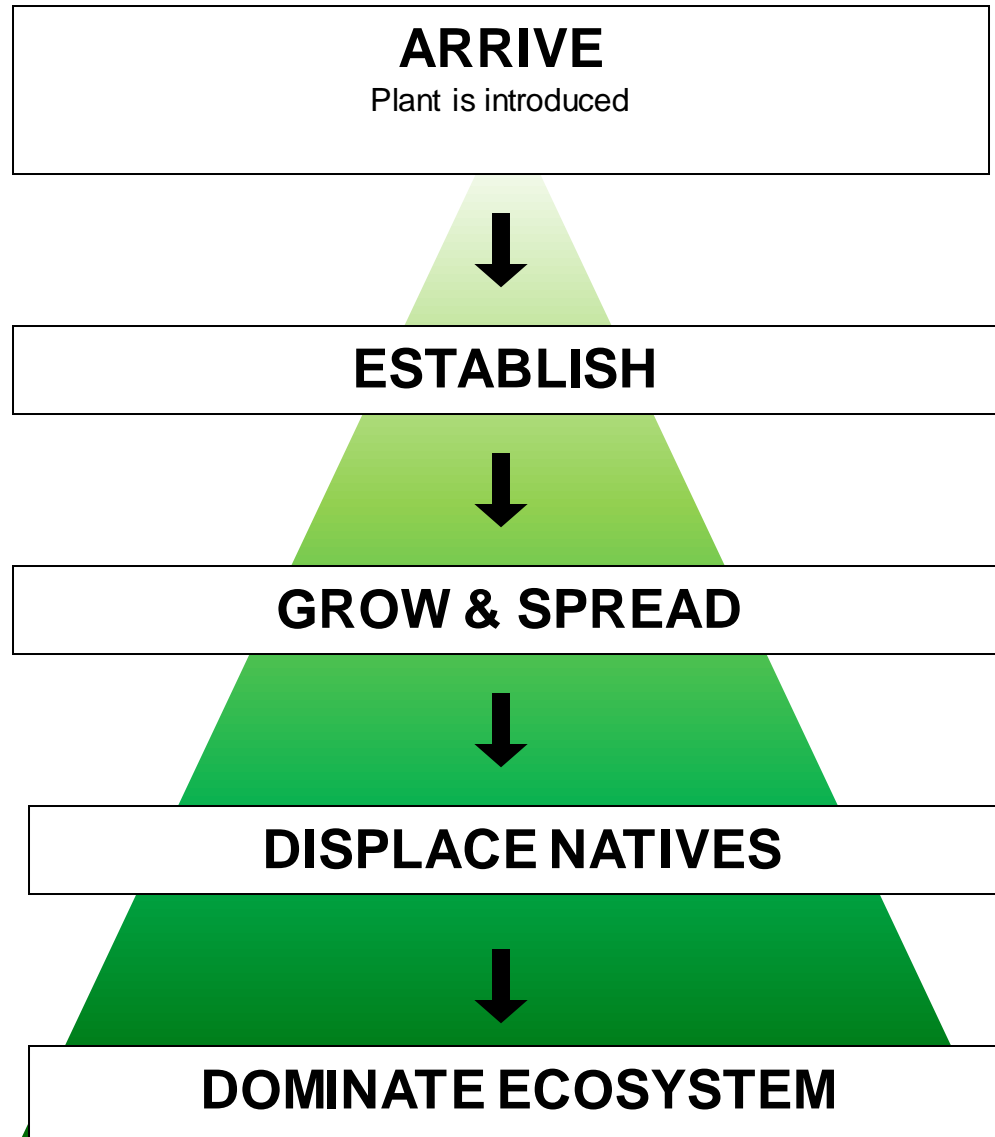 ARRIVE
Plant is introduced
ESTABLISH
GROW & SPREAD
DISPLACE NATIVES
DOMINATE ECOSYSTEM